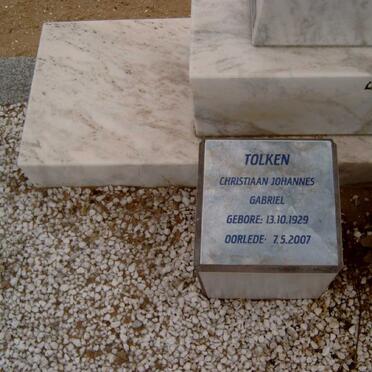 TOLKEN
CHRISTIAAN JOHANNES
GABRIEL
GEBORE: 13.10.1929
OORLEDE: 7.5.2007